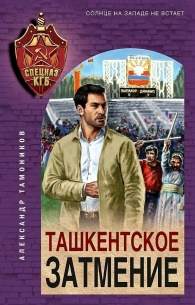 СОЛНЦЕ НА ЗАПАДЕ НЕ ВСТАЕТ
СПЕЦНАЗ
КГБ
АЛЕКСАНДР ТАМОНИКОВ
ТАШКЕНТСКОЕ
ЗАТМЕНИЕ